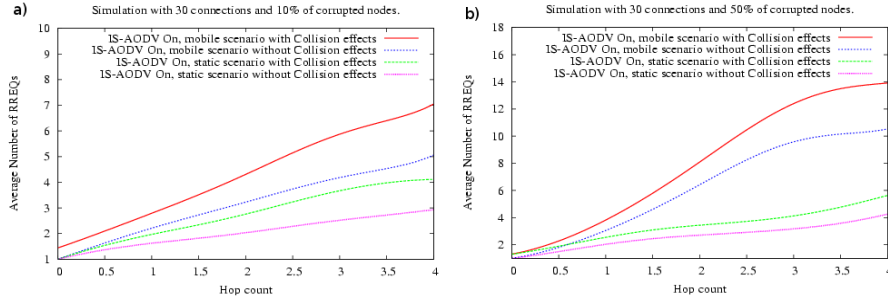 a)
Simulation with 30 connections and 10% of corrupted nodes.
1S-AODV On, mobile scenario with Collision effects
1S-AODV On, mobile scenario without Collision effects
1S-AODV On, static scenario with Collision effects
1S-AODV On, static scenario without Collision effects
Average Number of RREQs
10
9
8
7
6
5
4
3
2
1
0 0.5 1 1.5 2 2.5 3 3.5 4
Hop count
b)
Simulation with 30 connections and 50% of corrupted nodes.
1S-AODV On, mobile scenario with Collision effects
1S-AODV On, mobile scenario without Collision effects
1S-AODV On, static scenario with Collision effects
1S-AODV On, static scenario without Collision effects
Average Number of RREQs
18
16
14
12
10
8
6
4
2
0 0.5 1 1.5 2 2.5 3 3.5 4
Hop count